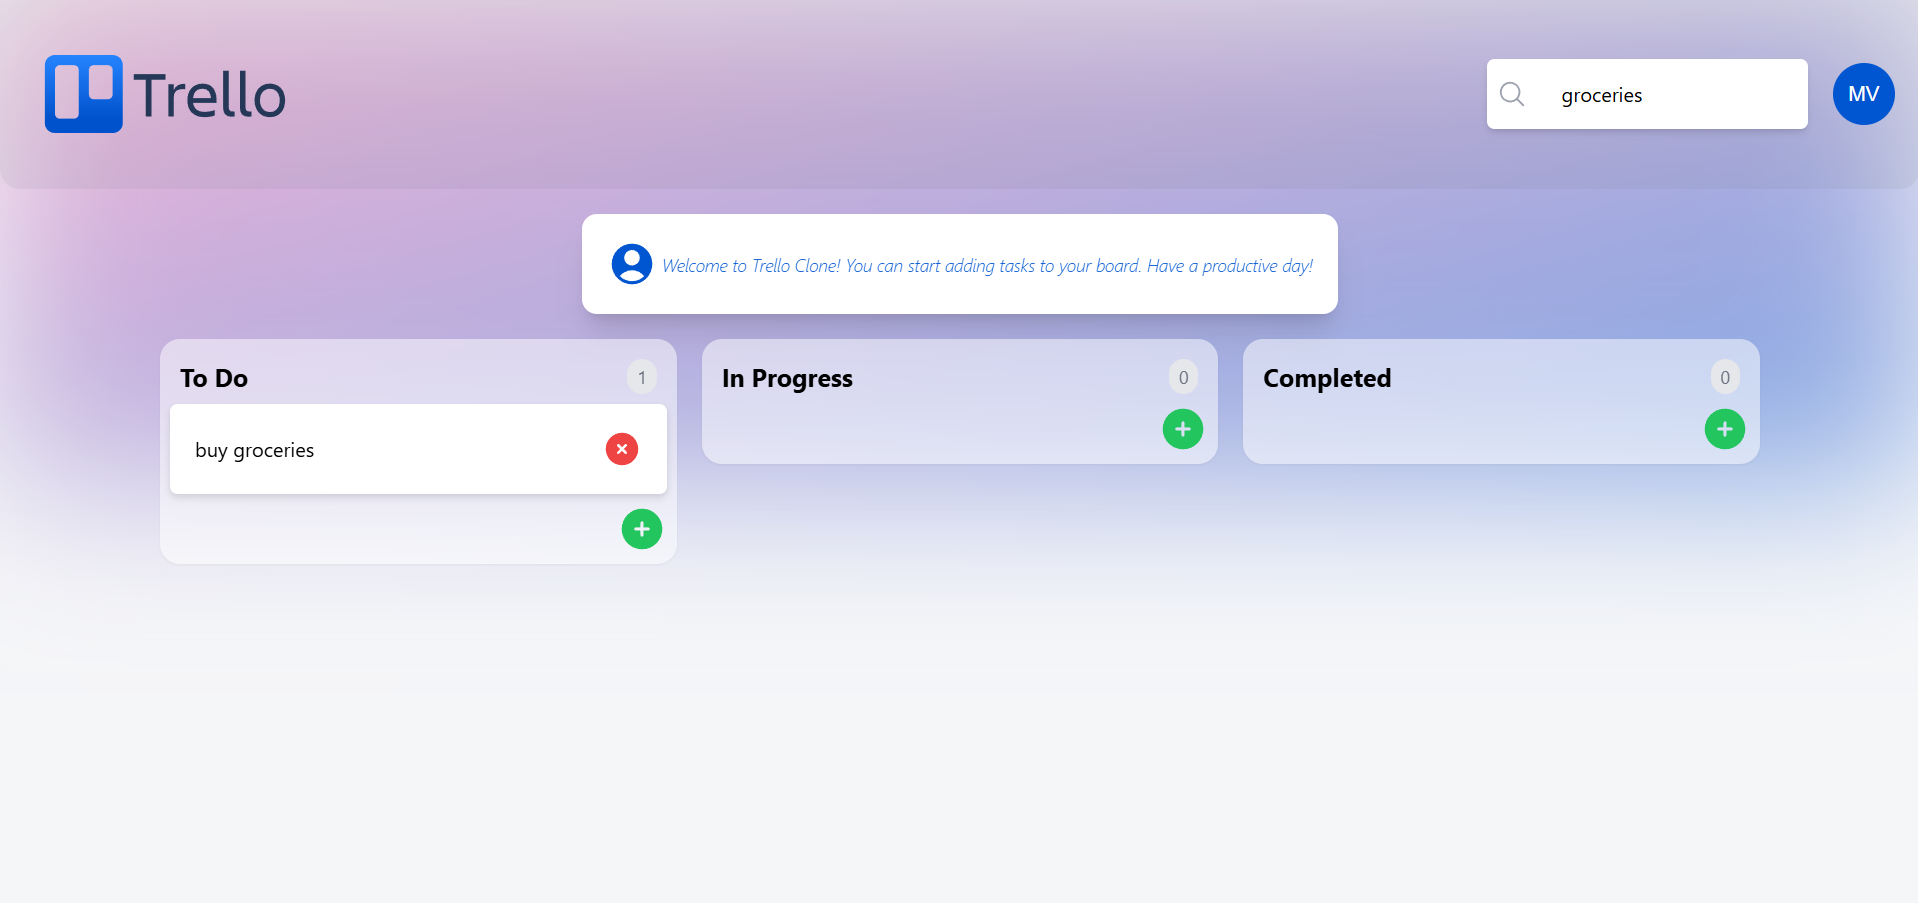 Trello
groceries
MV
Welcome to Trello Clone! You can start adding tasks to your board. Have a productive day!
To Do
1
buy groceries
In Progress
0
Completed
0